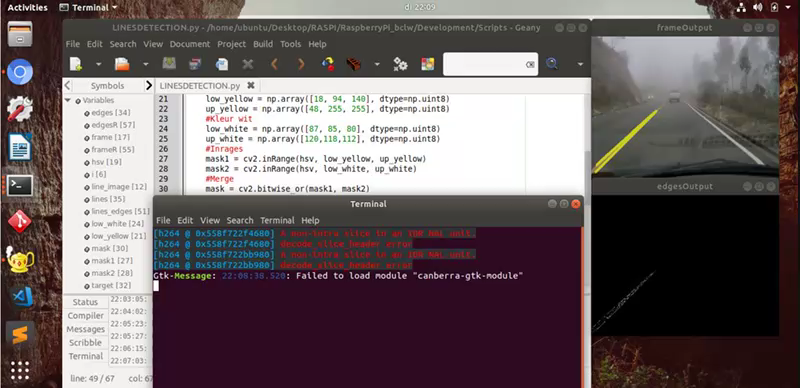 Activities
Terminal
di 22:09
LINESDETECTION.py - /home/ubuntu/Desktop/RASPI/RaspberryPi_bclw/Development/Scripts - Geany
File Edit Search View Document Project Build Tools Help
Symbols
LINESDETECTION.py
Variables
edges [34]
edgesR [57]
frame [17]
frameR [55]
hsv [19]
i [6]
line_image [12]
lines [35]
lines_edges [51]
low_white [24]
low_yellow [21]
mask [30]
mask1 [27]
mask2 [28]
target [32]
21 low_yellow = np.array([18, 94, 140], dtype=np.uint8)
22 up_yellow = np.array([48, 255, 255], dtype=np.uint8)
23 #Kleur wit
24 low_white = np.array([87, 85, 80], dtype=np.uint8)
25 up_white = np.array([120,118,112], dtype=np.uint8)
26 #Inrages
27 mask1 = cv2.inRange(hsv, low_yellow, up_yellow)
28 mask2 = cv2.inRange(hsv, low_white, up_white)
29 #Merge
30 mask = cv2.bitwise_or(mask1, mask2)
frameOutput
edgesOutput
Terminal
File Edit View Search Terminal Help
[h264 @ 0x558f722f4680] A non-intra slice in an IDR NAL unit.
[h264 @ 0x558f722f4680] decode_slice_header error
[h264 @ 0x558f722bb980] A non-intra slice in an IDR NAL unit.
[h264 @ 0x558f722bb980] decode_slice_header error
Gtk-Message: 22:08:38.520: Failed to load module "canberra-gtk-module"
Status
Compiler
Messages
Scribble
Terminal
22:03:05:
22:04:02:
22:05:23:
22:05:27:
22:06:15:
22:07:03:
line: 49 / 67
col: 67